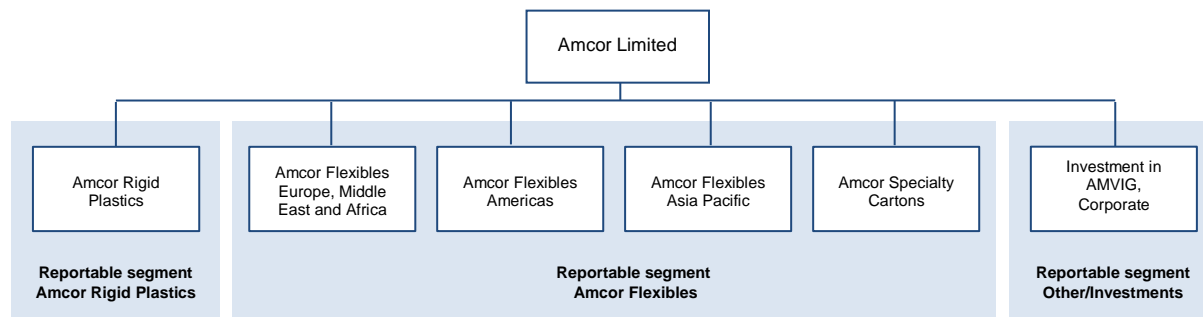 Amcor Limited
Amcor Rigid
Plastics
Amcor Flexibles
Europe, Middle
East and Africa
Amcor Flexibles
Americas
Amcor Flexibles
Asia Pacific
Amcor Specialty
Cartons
Investment in
AMVIG,
Corporate
Reportable segment
Amcor Rigid Plastics
Reportable segment
Amcor Flexibles
Reportable segment
Other/Investments